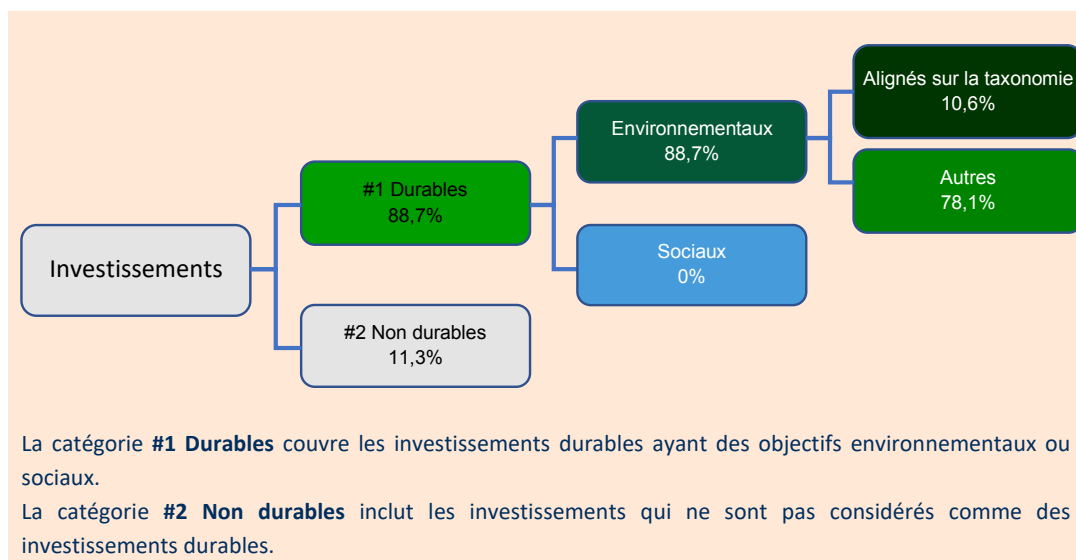 Investissements
#1 Durables
88,7%
#2 Non durables
11,3%
Environnementaux
88,7%
Sociaux
0%
Alignés sur la taxonomie
10,6%
Autres
78,1%
La catégorie #1 Durables couvre les investissements durables ayant des objectifs environnementaux ou
sociaux.
La catégorie #2 Non durables inclut les investissements qui ne sont pas considérés comme des
investissements durables.